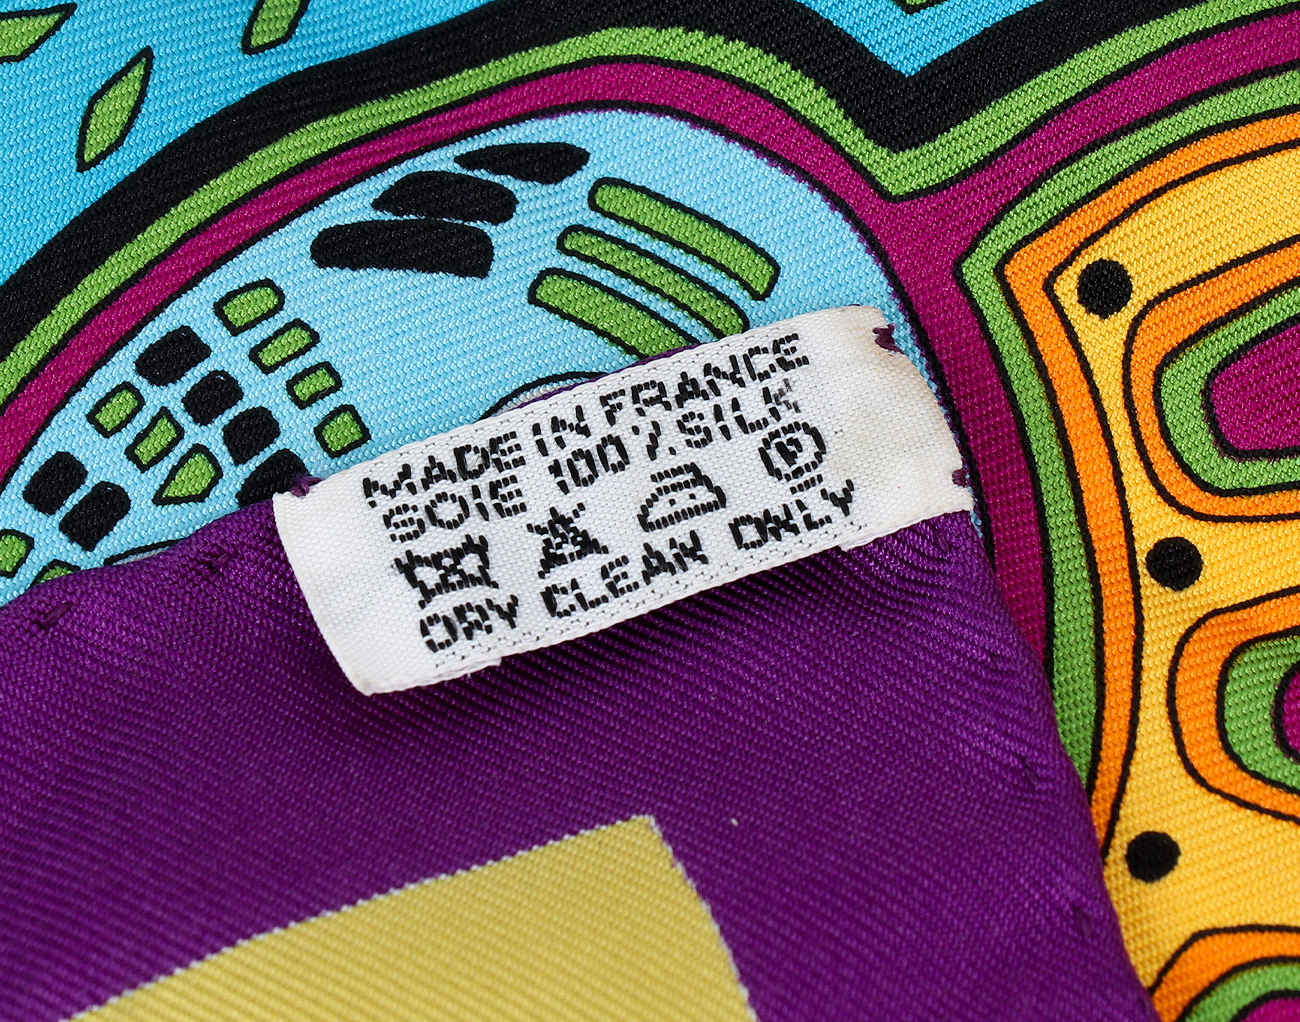 MADE IN FRANCE
SOIE 100% SILK
P
DRY CLEAN ONLY